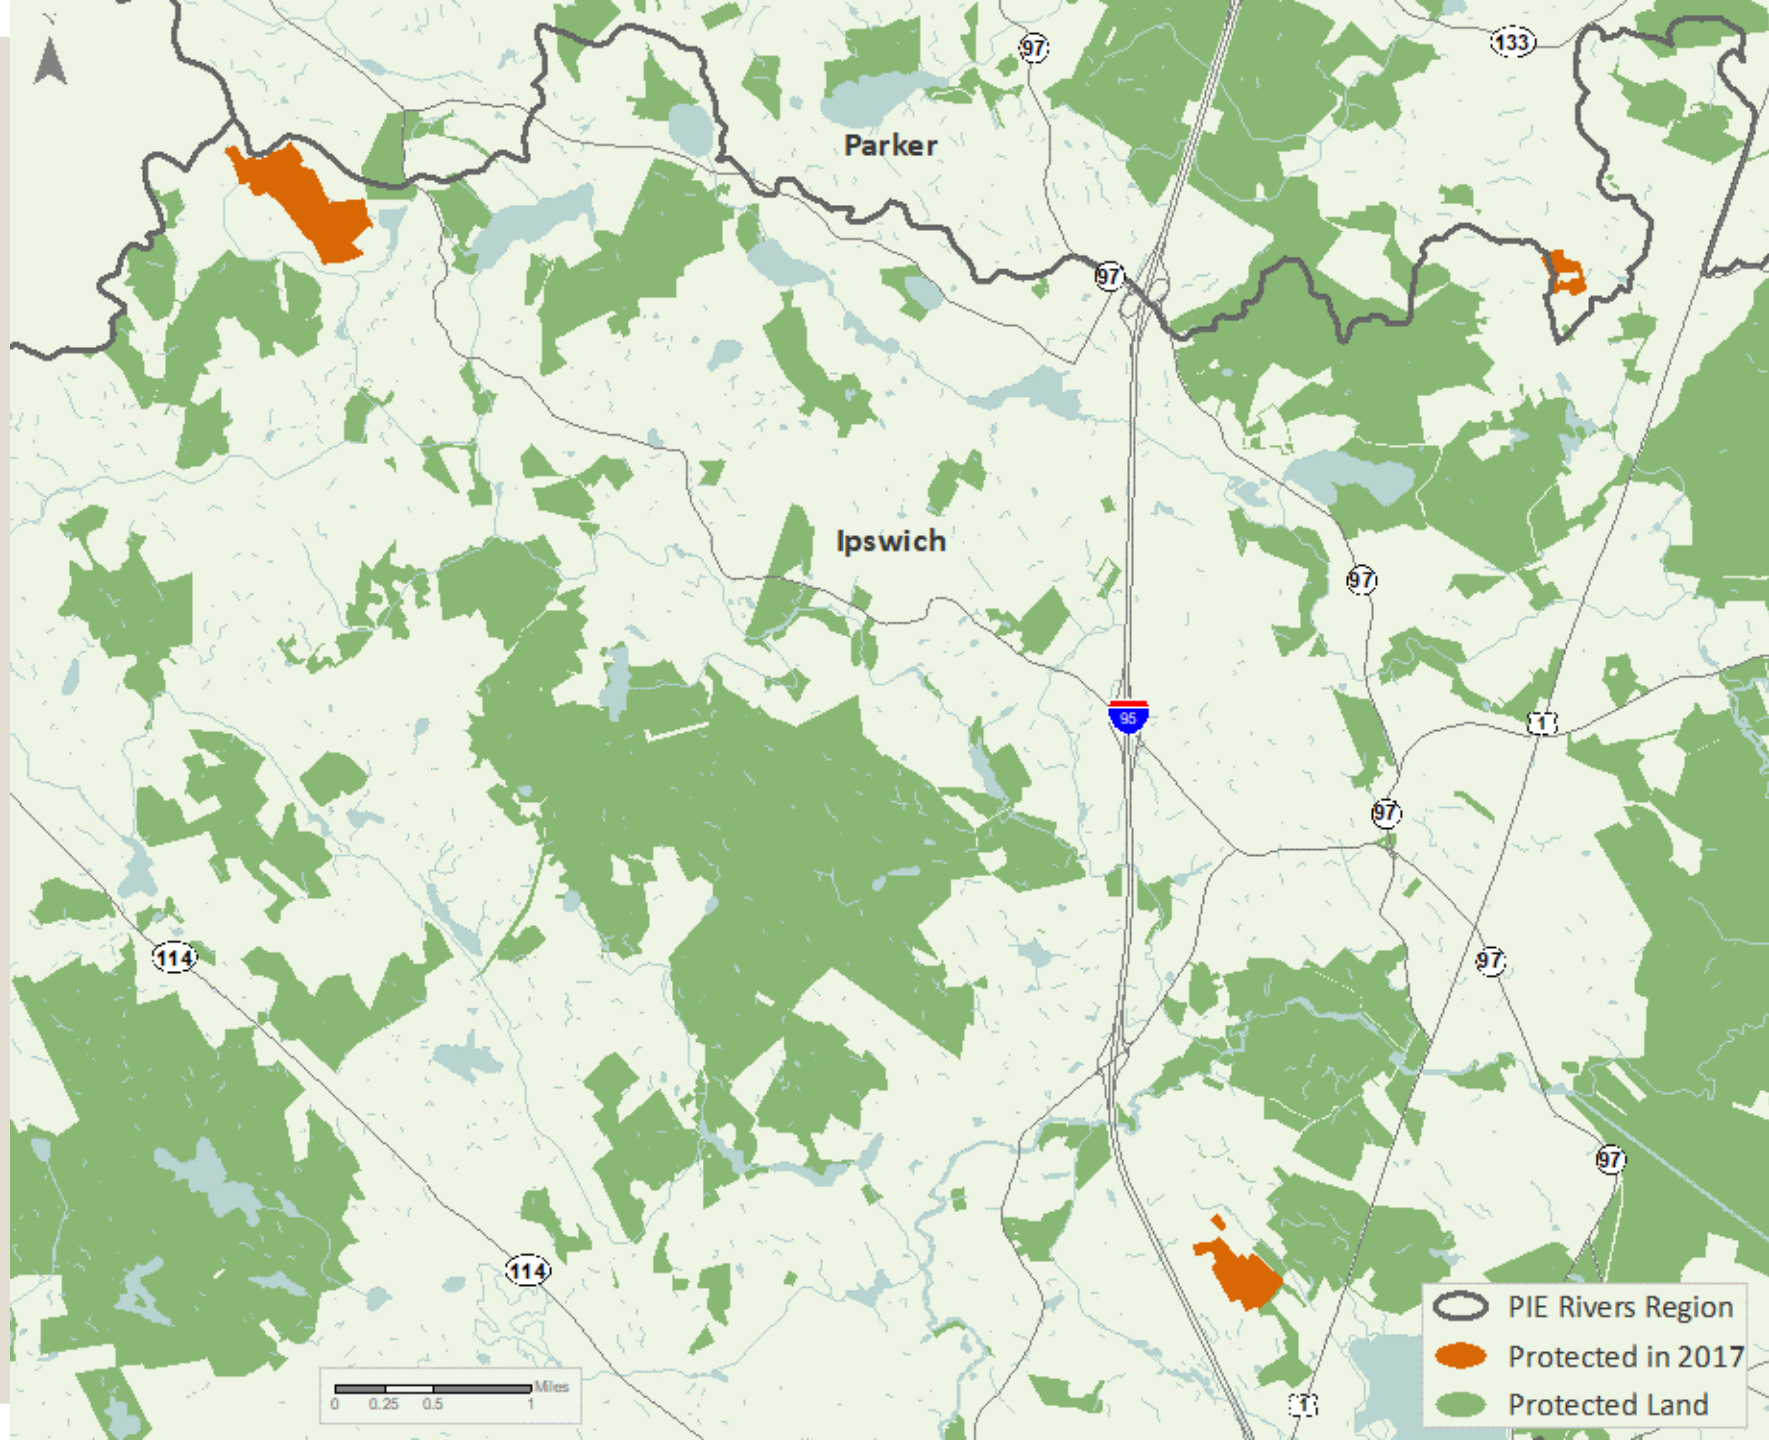 97
133
Parker
97
Ipswich
97
95
1
97
114
97
97
114
PIE Rivers Region
Protected in 2017
Protected Land
Miles
0 0.25 0.5 1
1